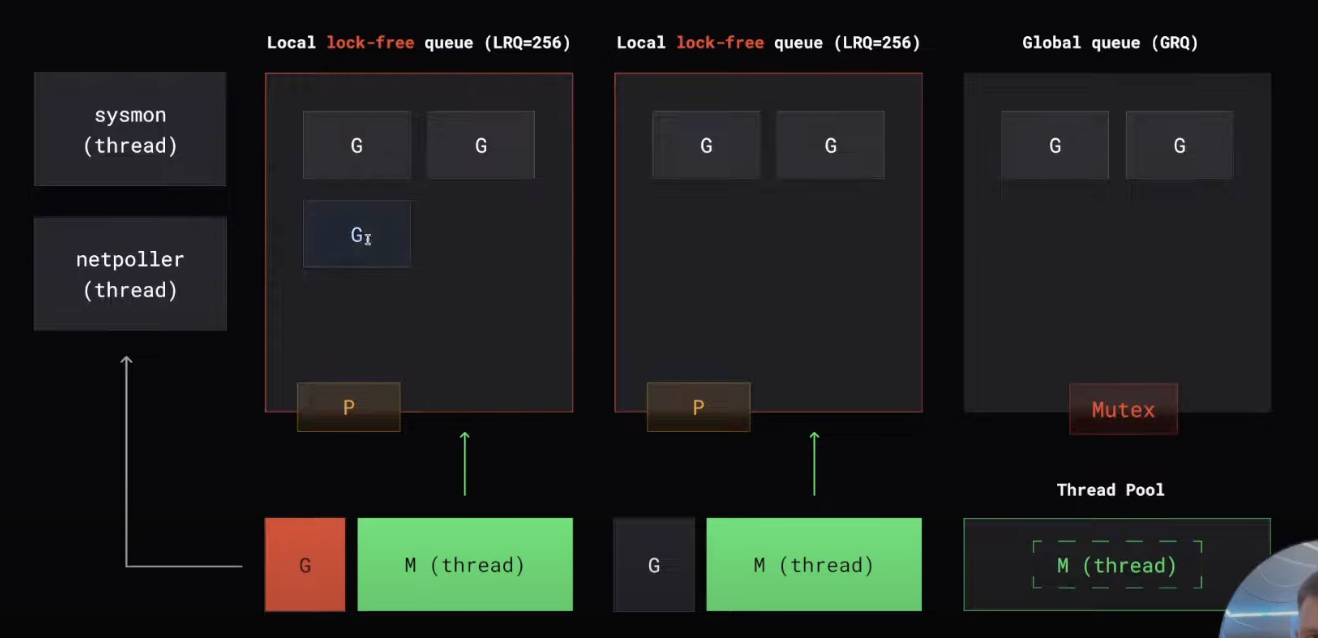 Local lock-free queue (LRQ=256)
Local lock-free queue (LRQ=256)
Global queue (GRQ)
sysmon
(thread)
G
G
G
G
G
G
netpoller
(thread)
G
P
P
Mutex
Thread Pool
G
M (thread)
G
M (thread)
M (thread)